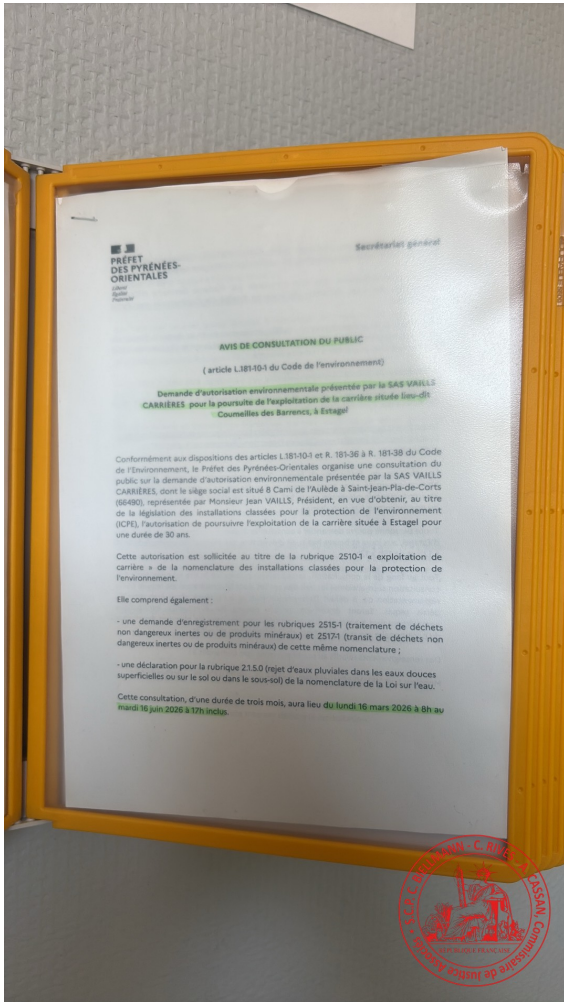 Secrétariat général
PRÉFET
DES PYRÉNÉES-
ORIENTALES
Liberté
Égalité
Fraternité
AVIS DE CONSULTATION DU PUBLIC
( article L.181-10-1 du Code de l'environnement)
Demande d'autorisation environnementale présentée par la SAS VAILLS
CARRIÈRES pour la poursuite de l'exploitation de la carrière située lieu-dit
Coumeilles des Barrencs, à Estagel
Conformément aux dispositions des articles L.181-10-1 et R. 181-36 à R. 181-38 du Code
de l'Environnement, le Préfet des Pyrénées-Orientales organise une consultation du
public sur la demande d'autorisation environnementale présentée par la SAS VAILLS
CARRIÈRES, dont le siège social est situé 8 Cami de l'Aulède à Saint-Jean-Pla-de-Corts
(66490), représentée par Monsieur Jean VAILLS, Président, en vue d'obtenir, au titre
de la législation des installations classées pour la protection de l'environnement
(ICPE), l'autorisation de poursuivre l'exploitation de la carrière située à Estagel pour
une durée de 30 ans.
Cette autorisation est sollicitée au titre de la rubrique 2510-1 « exploitation de
carrière » de la nomenclature des installations classées pour la protection de
l'environnement.
Elle comprend également :
- une demande d'enregistrement pour les rubriques 2515-1 (traitement de déchets
non dangereux inertes ou de produits minéraux) et 2517-1 (transit de déchets non
dangereux inertes ou de produits minéraux) de cette même nomenclature ;
- une déclaration pour la rubrique 2.1.5.0 (rejet d'eaux pluviales dans les eaux douces
superficielles ou sur le sol ou dans le sous-sol) de la nomenclature de la Loi sur l'eau.
Cette consultation, d'une durée de trois mois, aura lieu du lundi 16 mars 2026 à 8h au
mardi 16 juin 2026 à 17h inclus.
CASSAN, Commissaire de Justice Associés
RÉPUBLIQUE FRANÇAISE